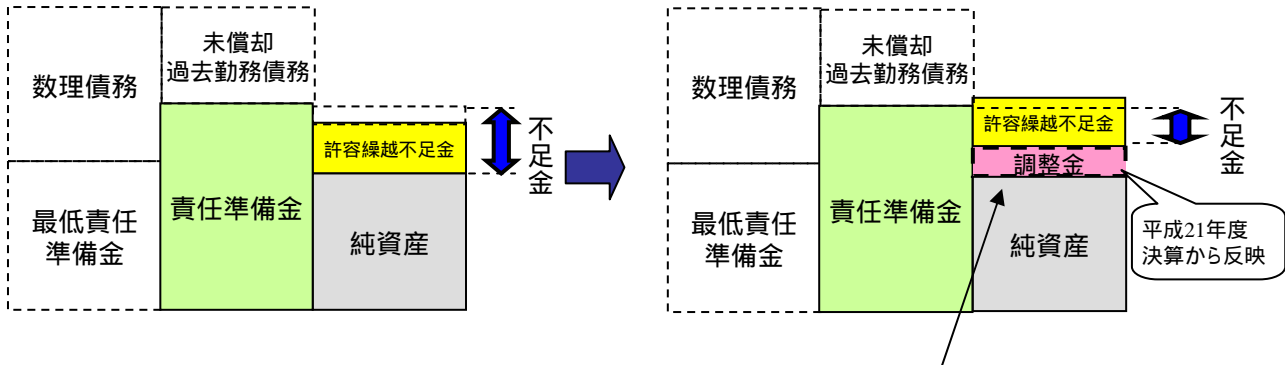 数理債務
未償却
過去勤務債務
許容繰越不足金
不足金
最低責任
準備金
責任準備金
純資産
数理債務
未償却
過去勤務債務
許容繰越不足金
不足金
調整金
最低責任
準備金
責任準備金
純資産
平成21年度
決算から反映